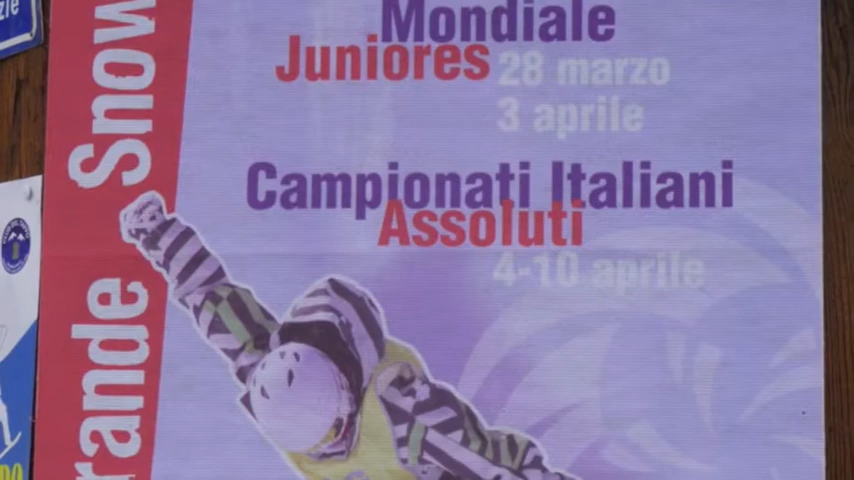 Mondiale
Juniores
28 marzo
3 aprile
Campionati Italiani
Assoluti
4-10 aprile
rande Snow